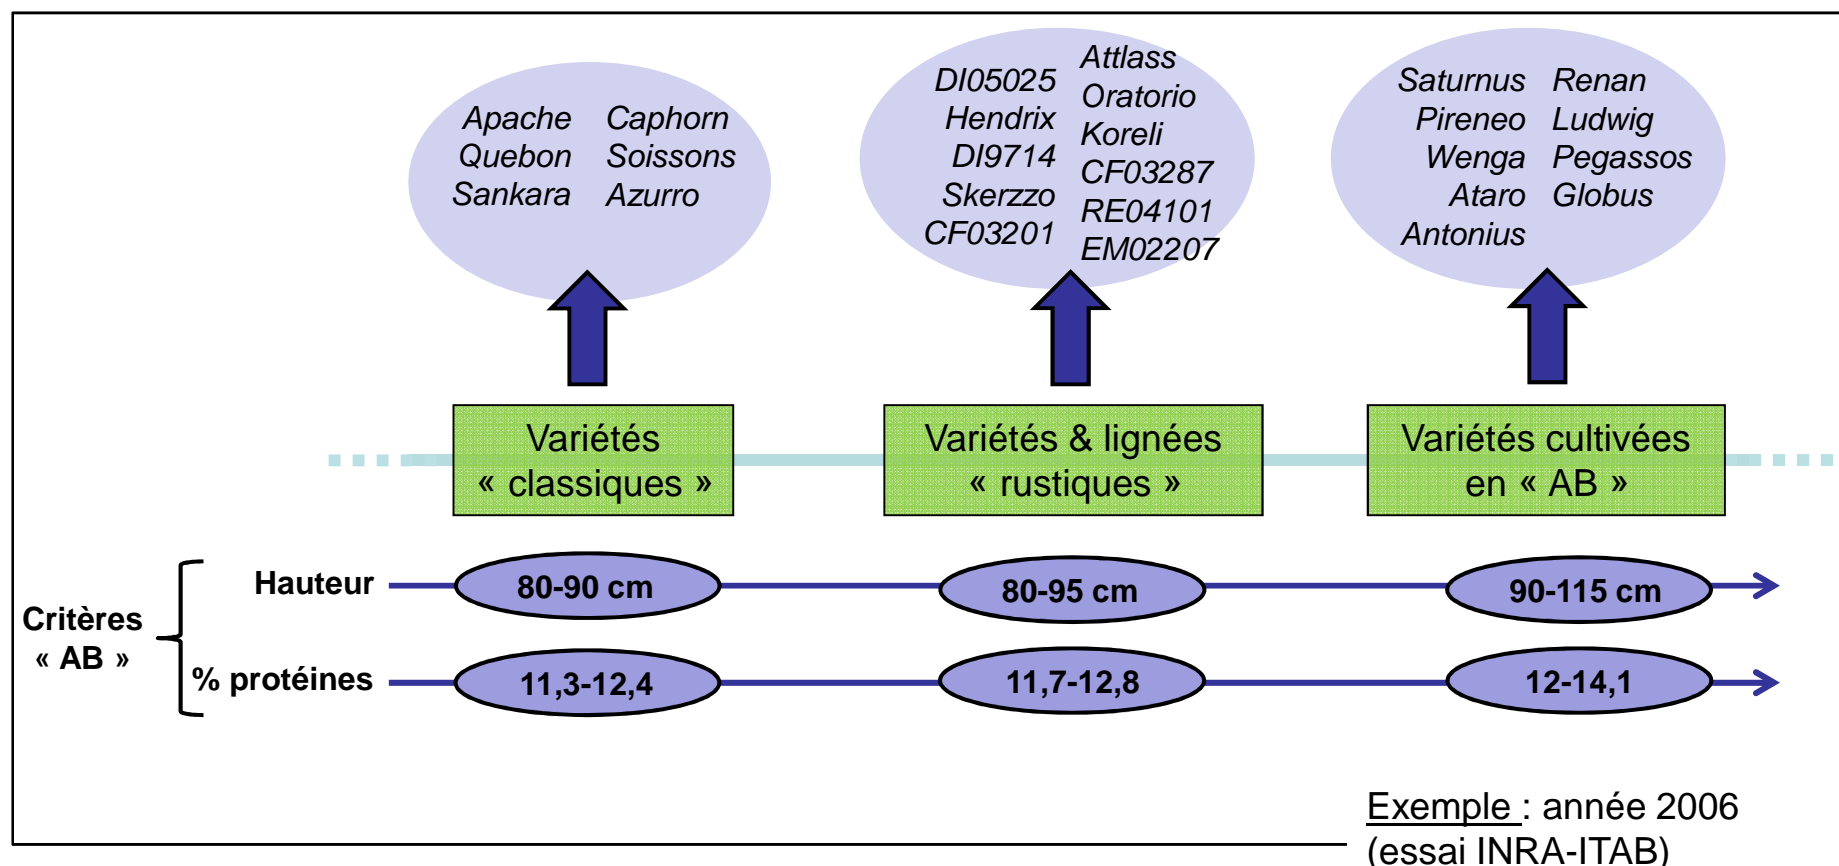 Apache
Quebon
Sankara
Caphorn
Soissons
Azurro
DI05025
Hendrix
DI9714
Skerzzo
CF03201
Attlass
Oratorio
Koreli
CF03287
RE04101
EM02207
Saturnus
Pireneo
Wenga
Ataro
Antonius
Renan
Ludwig
Pegassos
Globus
Variétés
« classiques »
Variétés & lignées
« rustiques »
Variétés cultivées
en « AB »
Critères
« AB »
Hauteur
80-90 cm
80-95 cm
90-115 cm
% protéines
11,3-12,4
11,7-12,8
12-14,1
Exemple : année 2006
(essai INRA-ITAB)